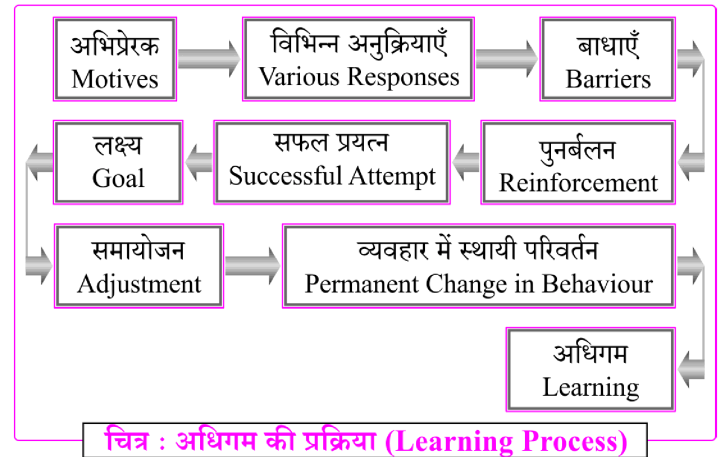 अभिप्रेरक
Motives
विभिन्न अनुक्रियाएँ
Various Responses
बाधाएँ
Barriers
पुनर्बलन
Reinforcement
सफल प्रयत्न
Successful Attempt
लक्ष्य
Goal
समायोजन
Adjustment
व्यवहार में स्थायी परिवर्तन
Permanent Change in Behaviour
अधिगम
Learning
चित्र : अधिगम की प्रक्रिया (Learning Process)